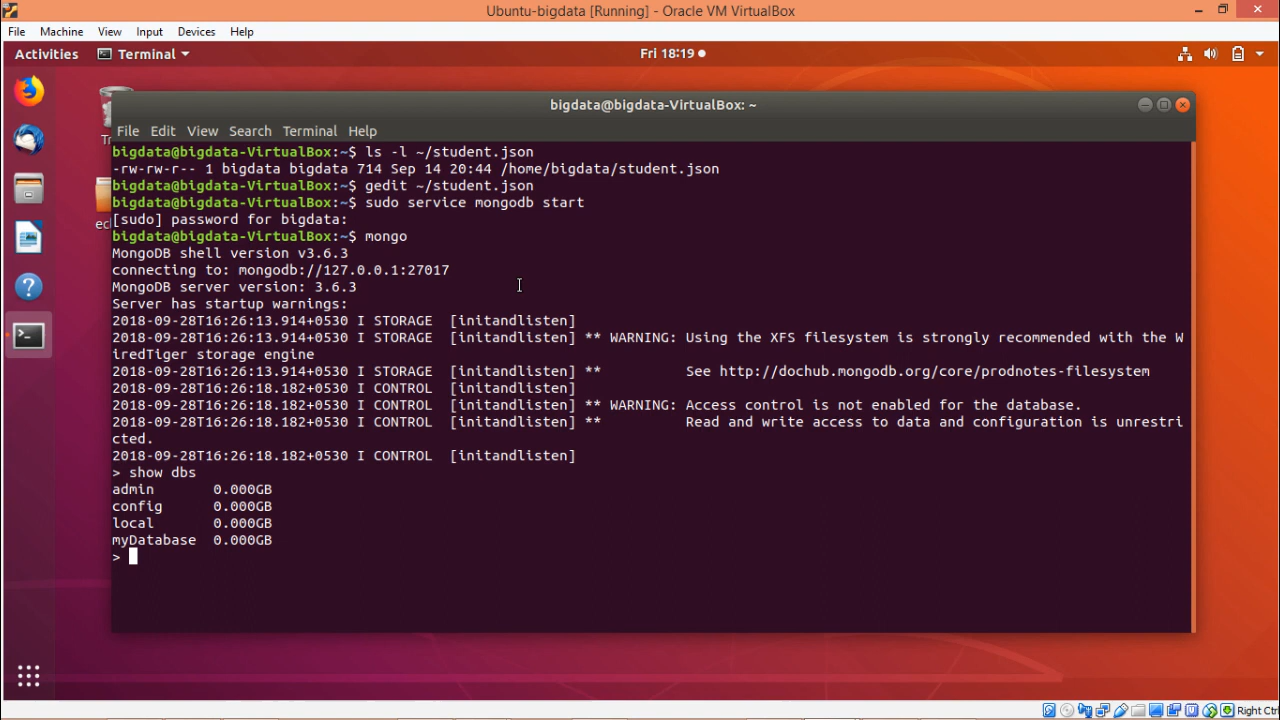 Ubuntu-bigdata [Running] - Oracle VM VirtualBox
File Machine View Input Devices Help
Activities Terminal Fri 18:19
bigdata@bigdata-VirtualBox: ~
File Edit View Search Terminal Help
bigdata@bigdata-VirtualBox:~$ ls -l ~/student.json
-rw-rw-r-- 1 bigdata bigdata 714 Sep 14 20:44 /home/bigdata/student.json
bigdata@bigdata-VirtualBox:~$ gedit ~/student.json
bigdata@bigdata-VirtualBox:~$ sudo service mongodb start
[sudo] password for bigdata:
bigdata@bigdata-VirtualBox:~$ mongo
MongoDB shell version v3.6.3
connecting to: mongodb://127.0.0.1:27017
MongoDB server version: 3.6.3
Server has startup warnings:
2018-09-28T16:26:13.914+0530 I STORAGE  [initandlisten]
2018-09-28T16:26:13.914+0530 I STORAGE  [initandlisten] ** WARNING: Using the XFS filesystem is strongly recommended with the W
iredTiger storage engine
2018-09-28T16:26:13.914+0530 I STORAGE  [initandlisten] **          See http://dochub.mongodb.org/core/prodnotes-filesystem
2018-09-28T16:26:18.182+0530 I CONTROL  [initandlisten]
2018-09-28T16:26:18.182+0530 I CONTROL  [initandlisten] ** WARNING: Access control is not enabled for the database.
2018-09-28T16:26:18.182+0530 I CONTROL  [initandlisten] **          Read and write access to data and configuration is unrestri
cted.
2018-09-28T16:26:18.182+0530 I CONTROL  [initandlisten]
> show dbs
admin       0.000GB
config      0.000GB
local       0.000GB
myDatabase  0.000GB
>
Right Ctrl